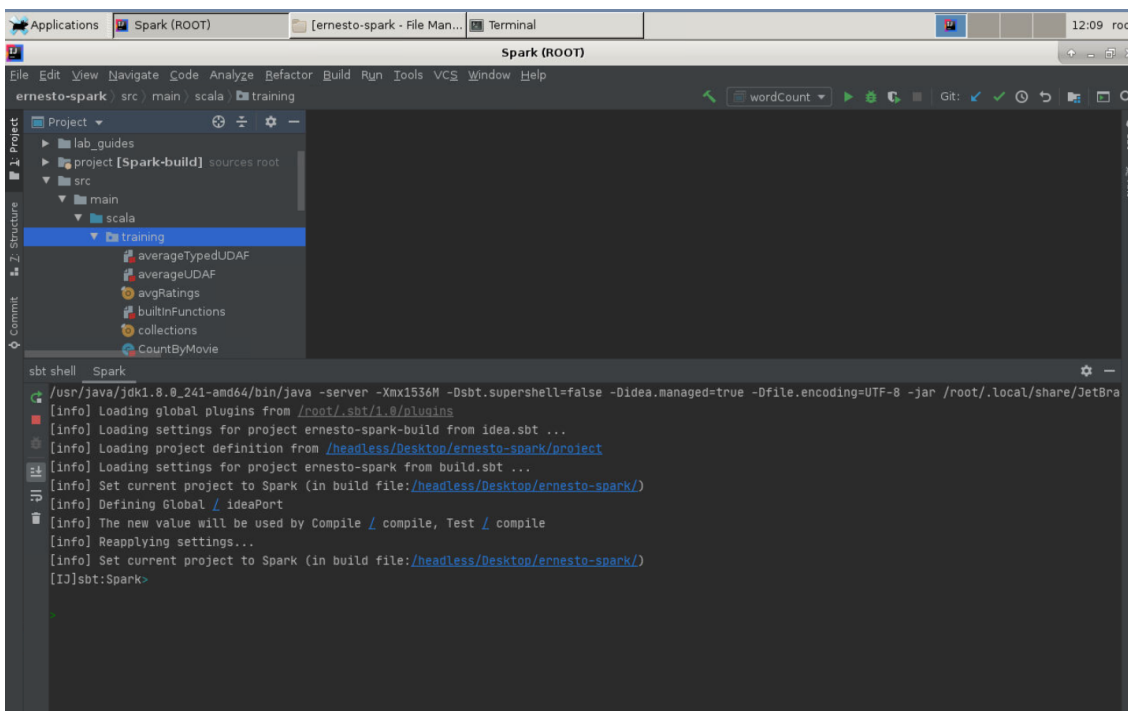 Applications Spark (ROOT) [ernesto-spark - File Man... Terminal 12:09
Spark (ROOT)
File Edit View Navigate Code Analyze Refactor Build Run Tools VCS Window Help
ernesto-spark src main scala training wordCount Git:
1: Project
Project
lab_guides
project [Spark-build] sources root
src
main
scala
training
averageTypedUDAF
averageUDAF
avgRatings
builtInFunctions
collections
CountByMovie
Z: Structure
Commit
sbt shell Spark
/usr/java/jdk1.8.0_241-amd64/bin/java -server -Xmx1536M -Dsbt.supershell=false -Didea.managed=true -Dfile.encoding=UTF-8 -jar /root/.local/share/JetBra
[info] Loading global plugins from /root/.sbt/1.0/plugins
[info] Loading settings for project ernesto-spark-build from idea.sbt ...
[info] Loading project definition from /headless/Desktop/ernesto-spark/project
[info] Loading settings for project ernesto-spark from build.sbt ...
[info] Set current project to Spark (in build file:/headless/Desktop/ernesto-spark/)
[info] Defining Global / ideaPort
[info] The new value will be used by Compile / compile, Test / compile
[info] Reapplying settings...
[info] Set current project to Spark (in build file:/headless/Desktop/ernesto-spark/)
[IJ]sbt:Spark>
>